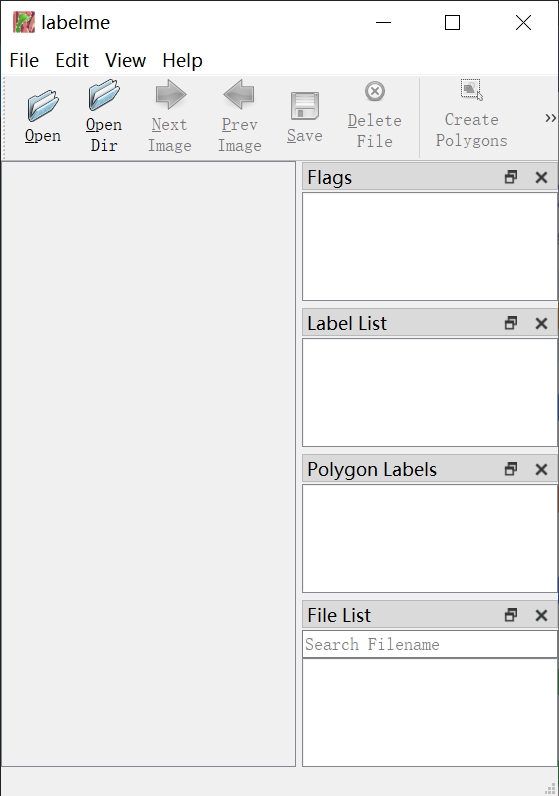 labelme
File Edit View Help
Open
Open Dir
Next Image
Prev Image
Save
Delete File
Create Polygons
Flags
Label List
Polygon Labels
File List
Search Filename